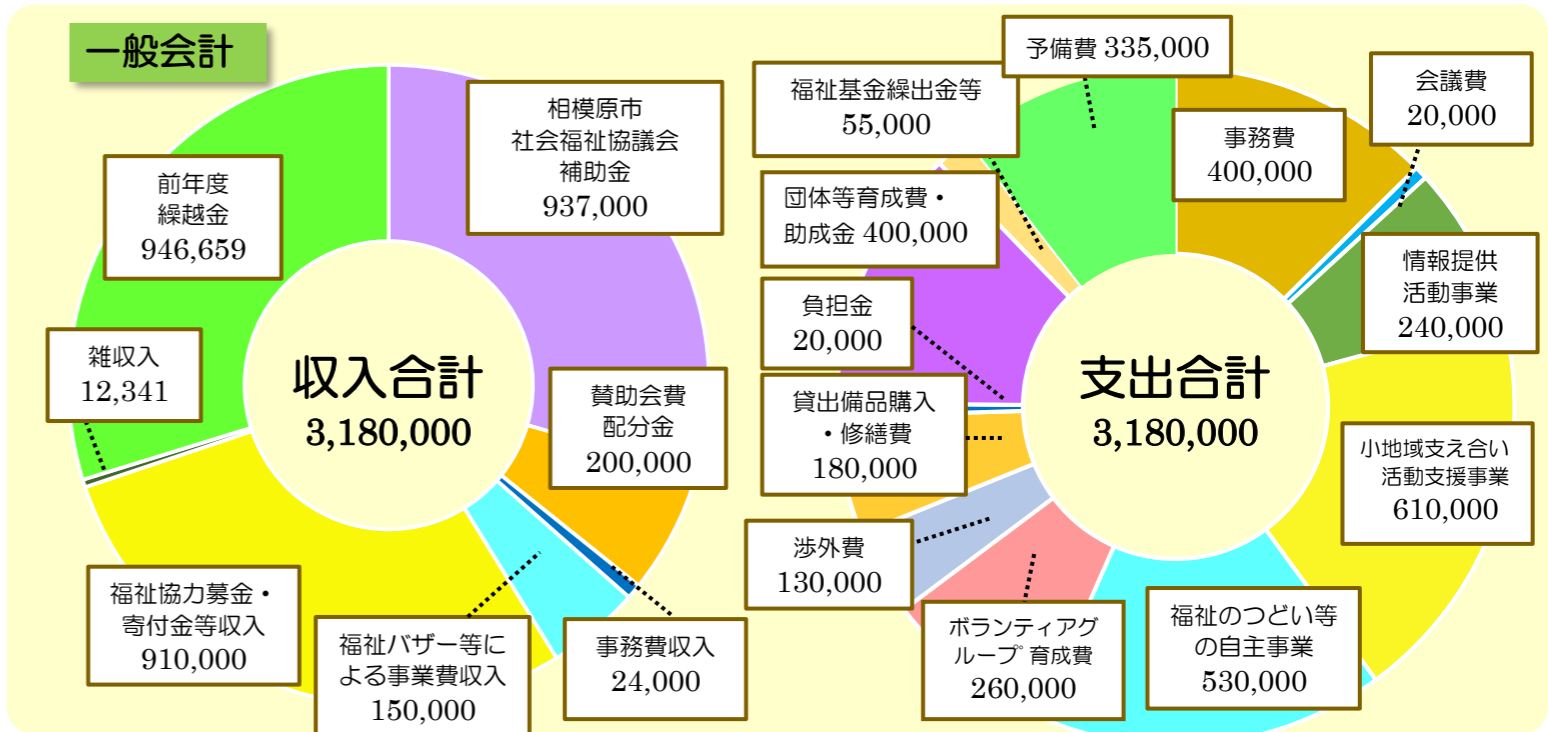 一般会計
相模原市
社会福祉協議会
補助金
937,000
賛助会費
配分金
200,000
事務費収入
24,000
福祉バザー等に
よる事業費収入
150,000
福祉協力募金・
寄付金等収入
910,000
雑収入
12,341
前年度
繰越金
946,659
収入合計
3,180,000
事務費
400,000
会議費
20,000
情報提供
活動事業
240,000
小地域支え合い
活動支援事業
610,000
福祉のつどい等
の自主事業
530,000
ボランティアグ
ループ 育成費
260,000
渉外費
130,000
貸出備品購入
・修繕費
180,000
負担金
20,000
団体等育成費・
助成金 400,000
福祉基金繰出金等
55,000
予備費 335,000
支出合計
3,180,000